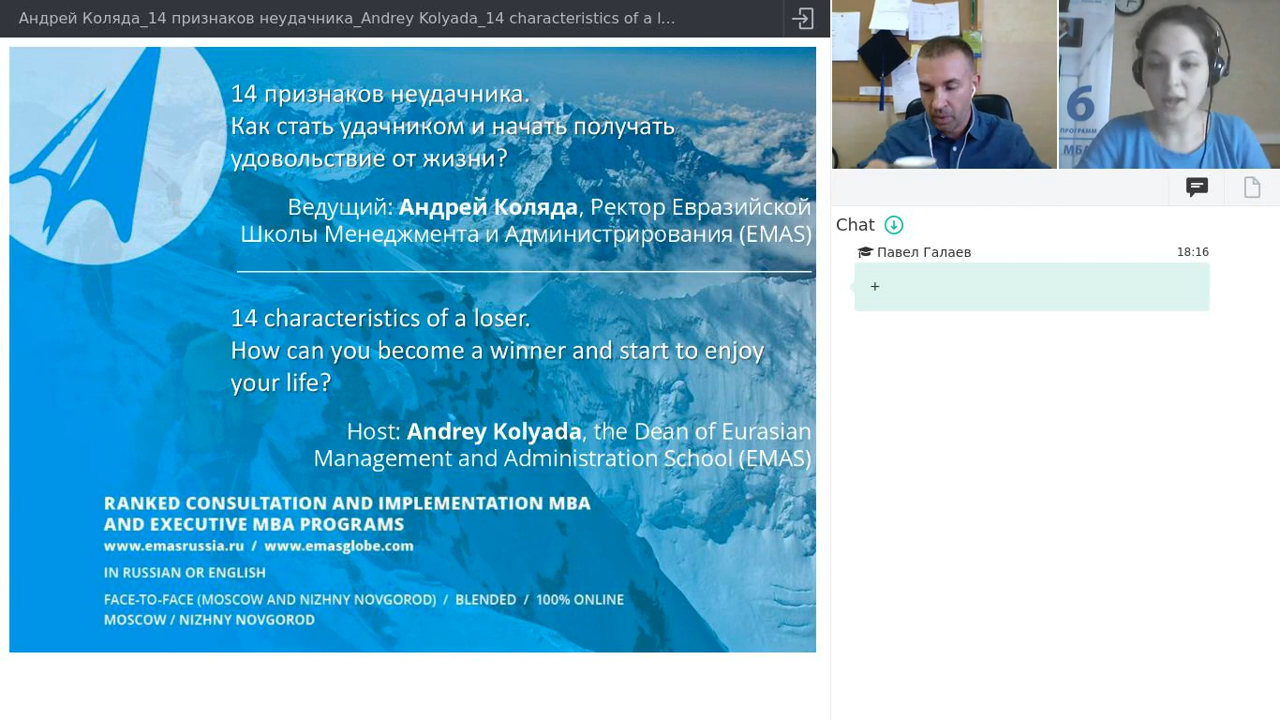 Андрей Коляда_14 признаков неудачника_Andrey Kolyada_14 characteristics of a l...
14 признаков неудачника.
Как стать удачником и начать получать
удовольствие от жизни?
Ведущий: Андрей Коляда, Ректор Евразийской
Школы Менеджмента и Администрирования (EMAS)
14 characteristics of a loser.
How can you become a winner and start to enjoy
your life?
Host: Andrey Kolyada, the Dean of Eurasian
Management and Administration School (EMAS)
RANKED CONSULTATION AND IMPLEMENTATION MBA
AND EXECUTIVE MBA PROGRAMS
www.emasrussia.ru / www.emasglobe.com
IN RUSSIAN OR ENGLISH
FACE-TO-FACE (MOSCOW AND NIZHNY NOVGOROD) / BLENDED / 100% ONLINE
MOSCOW / NIZHNY NOVGOROD
6
ПРОГРАММ
Chat
Павел Галаев 18:16
+